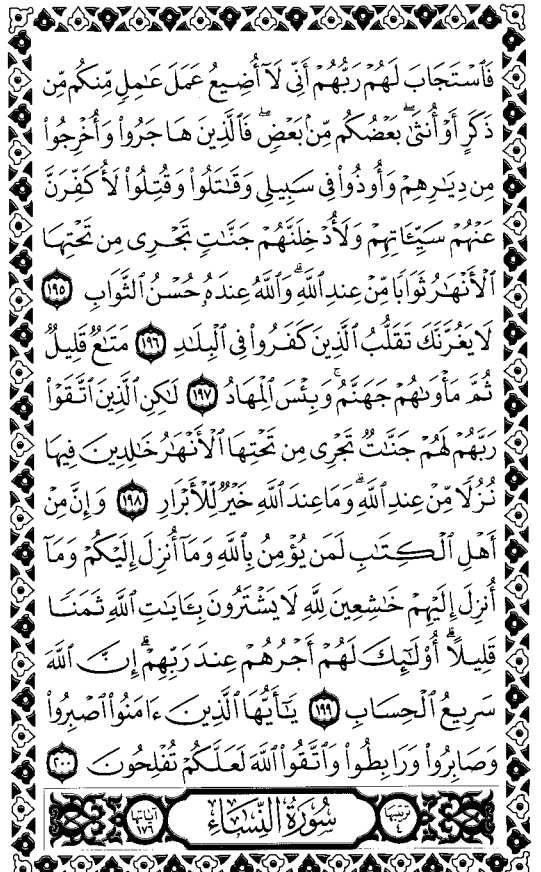 فَٱسْتَجَابَ لَهُمْ رَبُّهُمْ أَنِّى لَآ أُضِيعُ عَمَلَ عَٰمِلٍ مِّنكُم مِّن
ذَكَرٍ أَوْ أُنثَىٰ ۖ بَعْضُكُم مِّنۢ بَعْضٍ ۖ فَٱلَّذِينَ هَاجَرُوا۟ وَأُخْرِجُوا۟
مِن دِيَٰرِهِمْ وَأُوذُوا۟ فِى سَبِيلِى وَقَٰتَلُوا۟ وَقُتِلُوا۟ لَأُكَفِّرَنَّ
عَنْهُمْ سَيِّـَٔاتِهِمْ وَلَأُدْخِلَنَّهُمْ جَنَّٰتٍ تَجْرِى مِن تَحْتِهَا
ٱلْأَنْهَٰرُ ثَوَابًا مِّنْ عِندِ ٱللَّهِ ۗ وَٱللَّهُ عِندَهُۥ حُسْنُ ٱلثَّوَابِ ١٩٥
لَا يَغُرَّنَّكَ تَقَلُّبُ ٱلَّذِينَ كَفَرُوا۟ فِى ٱلْبِلَٰدِ ١٩٦ مَتَٰعٌ قَلِيلٌ
ثُمَّ مَأْوَىٰهُمْ جَهَنَّمُ ۚ وَبِئْسَ ٱلْمِهَادُ ١٩٧ لَٰكِنِ ٱلَّذِينَ ٱتَّقَوْا۟
رَبَّهُمْ لَهُمْ جَنَّٰتٌ تَجْرِى مِن تَحْتِهَا ٱلْأَنْهَٰرُ خَٰلِدِينَ فِيهَا
نُزُلًا مِّنْ عِندِ ٱللَّهِ ۗ وَمَا عِندَ ٱللَّهِ خَيْرٌ لِّلْأَبْرَارِ ١٩٨ وَإِنَّ مِنْ
أَهْلِ ٱلْكِتَٰبِ لَمَن يُؤْمِنُ بِٱللَّهِ وَمَآ أُنزِلَ إِلَيْكُمْ وَمَآ
أُنزِلَ إِلَيْهِمْ خَٰشِعِينَ لِلَّهِ لَا يَشْتَرُونَ بِـَٔايَٰتِ ٱللَّهِ ثَمَنًا
قَلِيلًا ۗ أُو۟لَٰٓئِكَ لَهُمْ أَجْرُهُمْ عِندَ رَبِّهِمْ ۗ إِنَّ ٱللَّهَ
سَرِيعُ ٱلْحِسَابِ ١٩٩ يَٰٓأَيُّهَا ٱلَّذِينَ ءَامَنُوا۟ ٱصْبِرُوا۟
وَصَابِرُوا۟ وَرَابِطُوا۟ وَٱتَّقُوا۟ ٱللَّهَ لَعَلَّكُمْ تُفْلِحُونَ ٢٠٠
ترتيبها ٤ سُورَةُ ٱلنِّسَاءِ آياتها ١٧٦